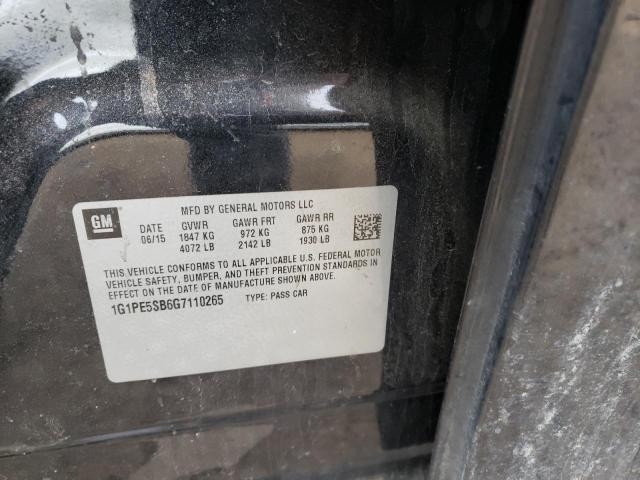 GM
MFD BY GENERAL MOTORS LLC
DATE GVWR GAWR FRT GAWR RR
06/15 1847 KG 972 KG 875 KG
4072 LB 2142 LB 1930 LB
THIS VEHICLE CONFORMS TO ALL APPLICABLE U.S. FEDERAL MOTOR
VEHICLE SAFETY, BUMPER, AND THEFT PREVENTION STANDARDS IN
EFFECT ON THE DATE OF MANUFACTURE SHOWN ABOVE.
1G1PE5SB6G7110265 TYPE: PASS CAR